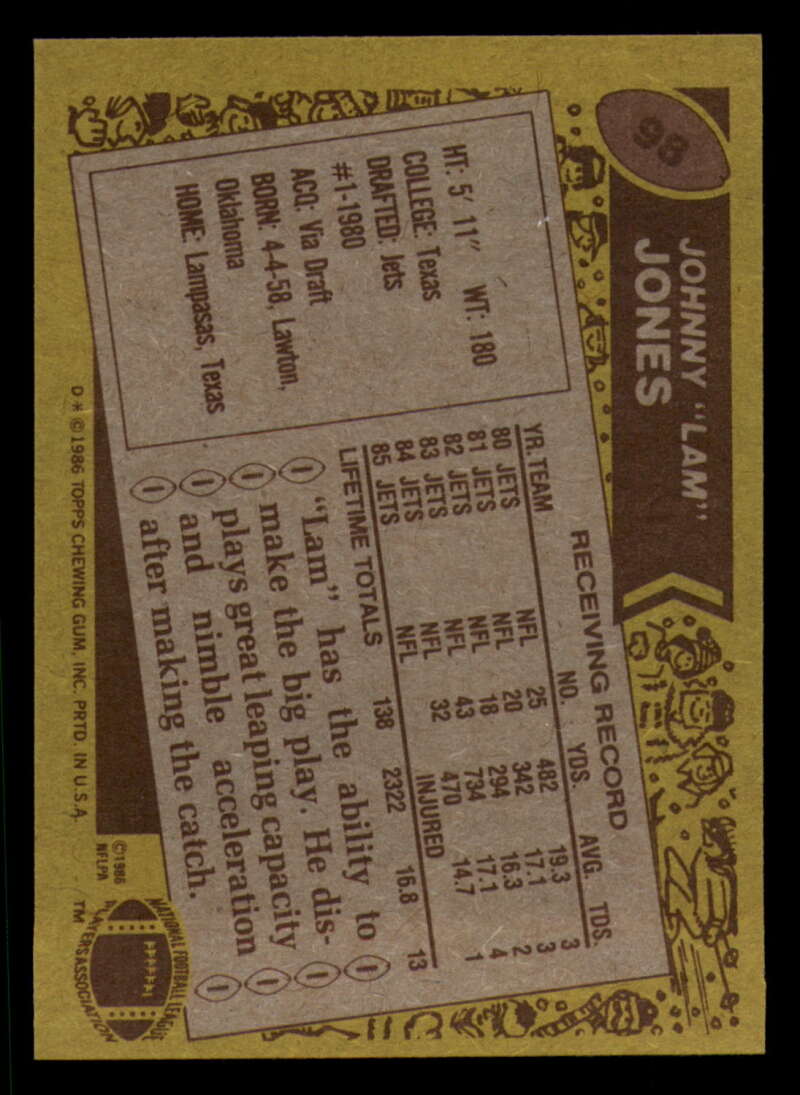 98
JOHNNY "LAM"
JONES
HT: 5' 11" WT: 180
COLLEGE: Texas
DRAFTED: Jets
#1-1980
ACQ: Via Draft
BORN: 4-4-58, Lawton,
Oklahoma
HOME: Lampasas, Texas
RECEIVING RECORD
YR. TEAM NO. YDS. AVG. TDS.
80 JETS NFL 25 482 19.3 3
81 JETS NFL 20 342 17.1 3
82 JETS NFL 18 294 16.3 2
83 JETS NFL 43 734 17.1 4
84 JETS NFL 32 470 14.7 1
85 JETS INJURED
LIFETIME TOTALS 138 2322 16.8 13
"Lam" has the ability to
make the big play. He dis-
plays great leaping capacity
and nimble acceleration
after making the catch.
D * ©1986 TOPPS CHEWING GUM, INC. PRTD. IN U.S.A.
©1986
NFLPA
TM
NATIONAL FOOTBALL LEAGUE
PLAYERS ASSOCIATION